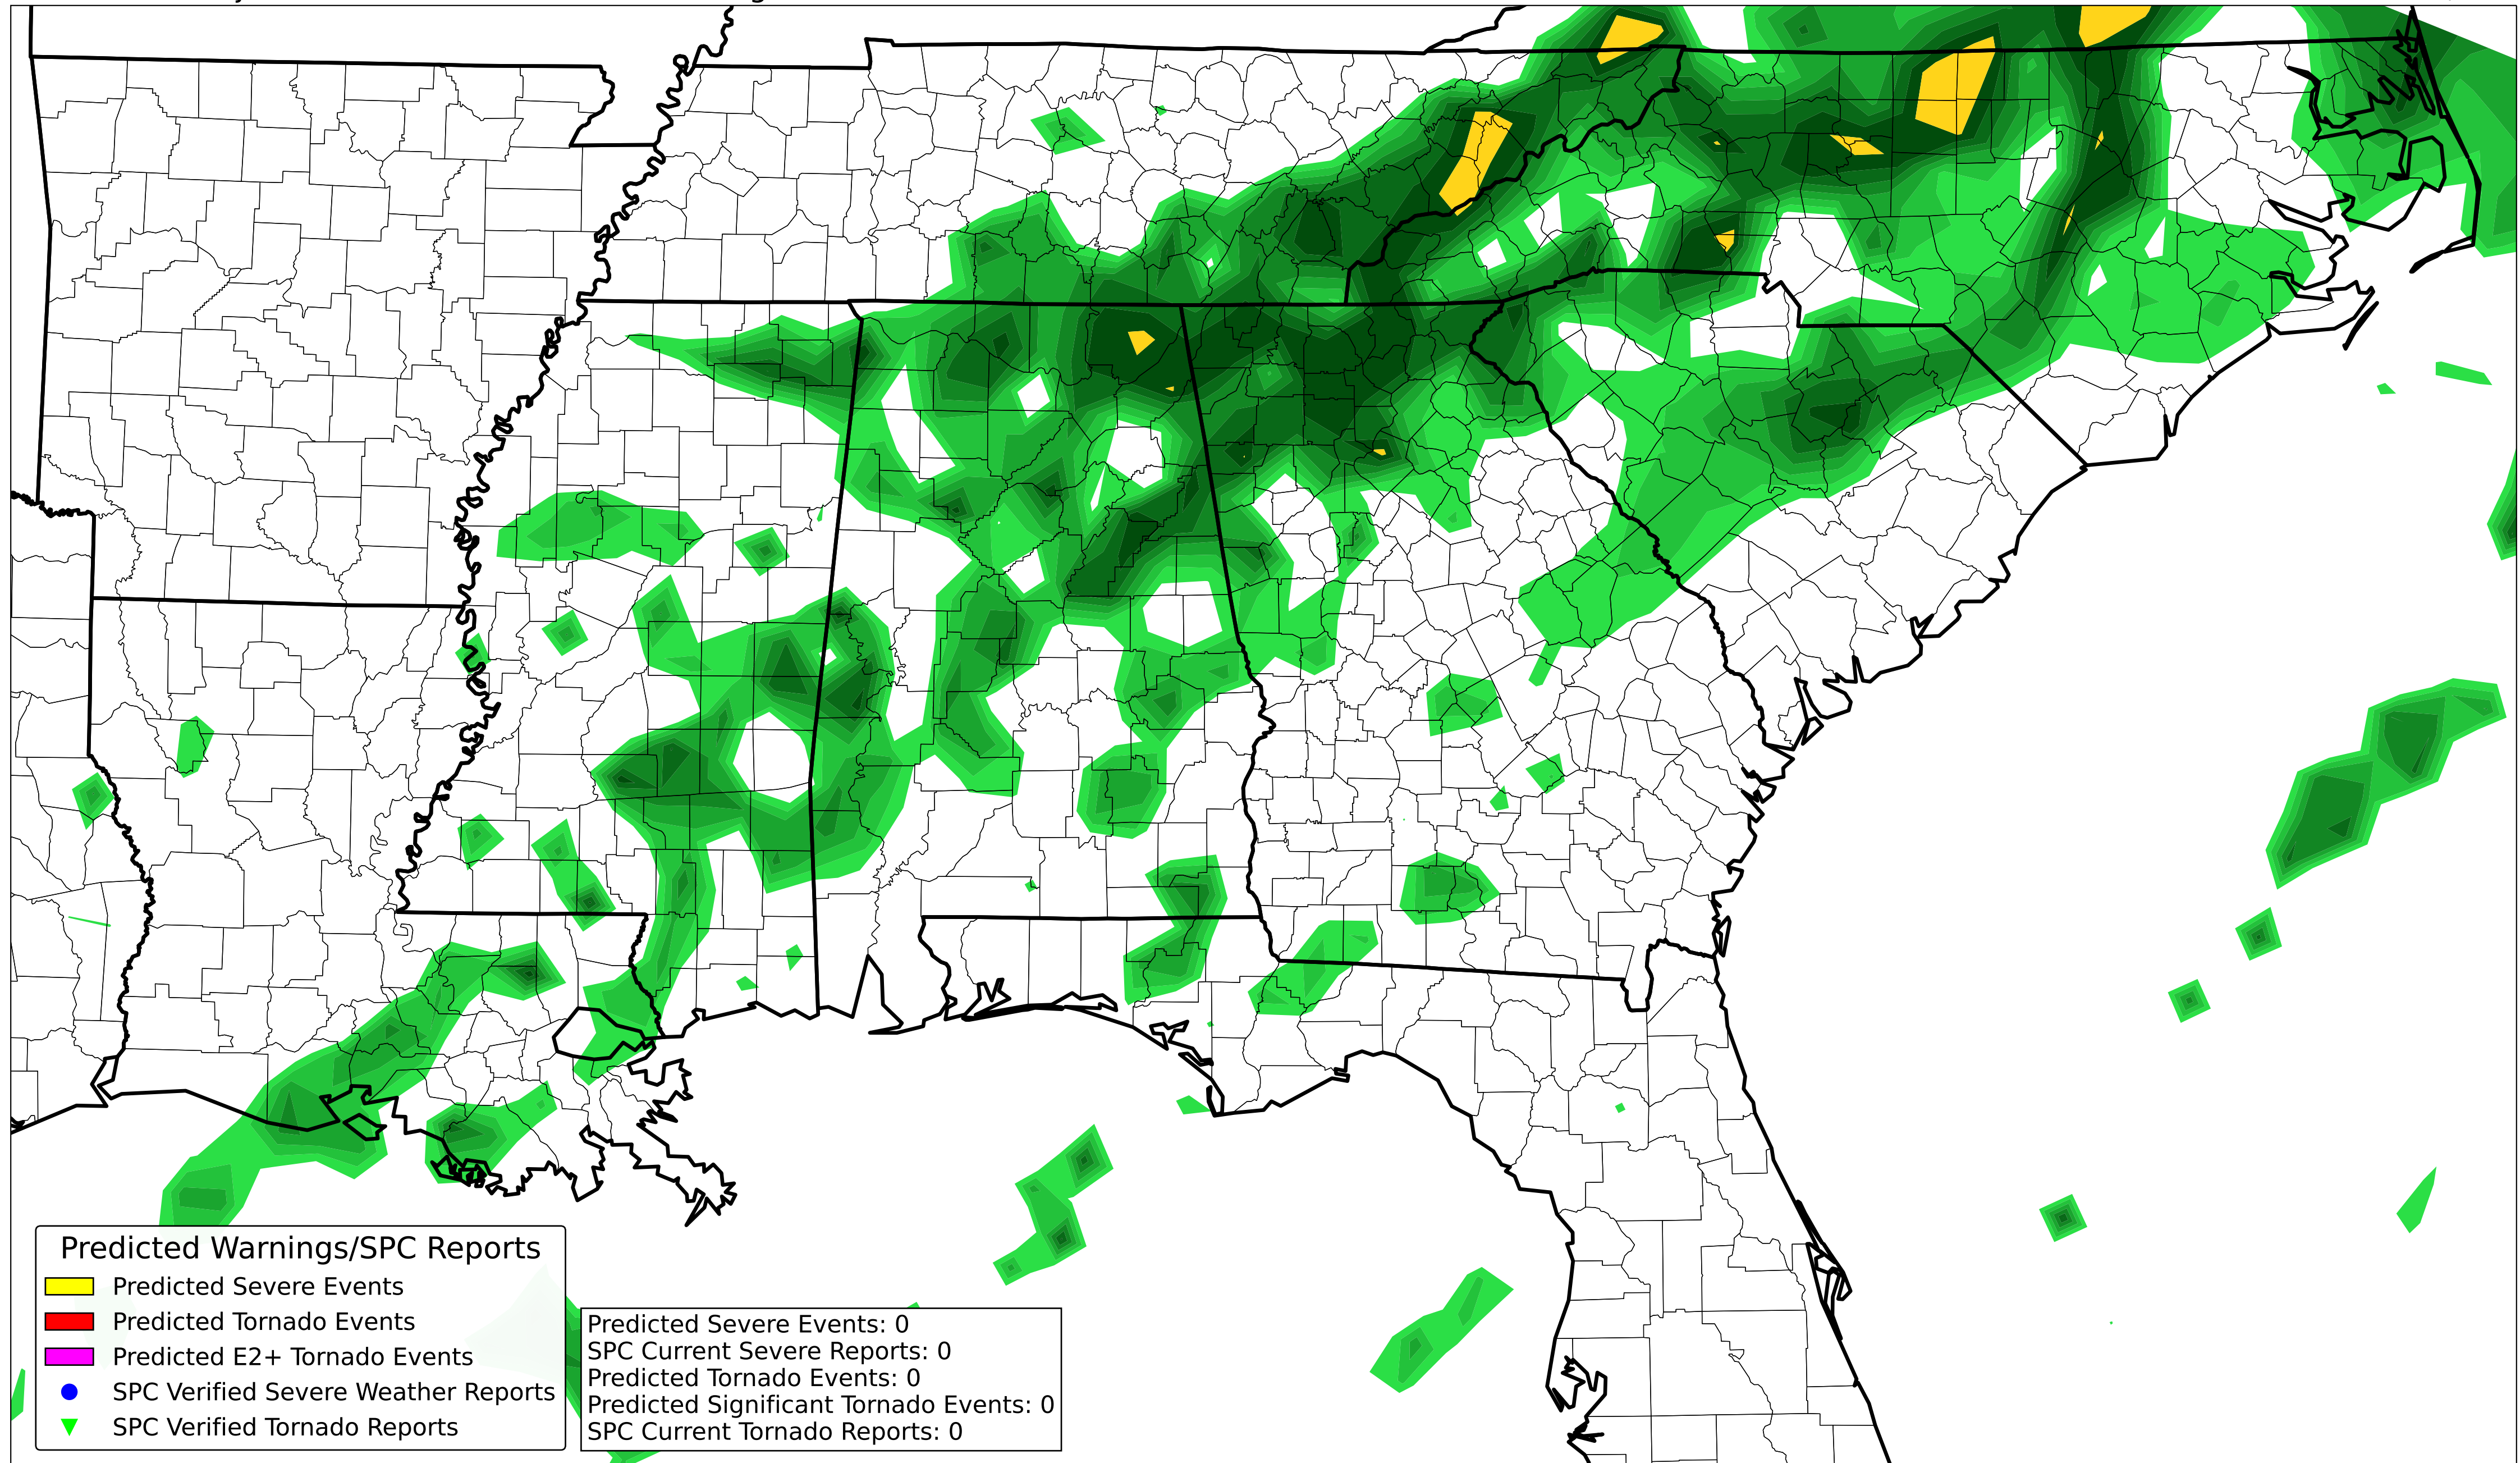 Predicted Warnings/SPC Reports
Predicted Severe Events
Predicted Tornado Events
Predicted E2+ Tornado Events
SPC Verified Severe Weather Reports
SPC Verified Tornado Reports
Predicted Severe Events: 0
SPC Current Severe Reports: 0
Predicted Tornado Events: 0
Predicted Significant Tornado Events: 0
SPC Current Tornado Reports: 0